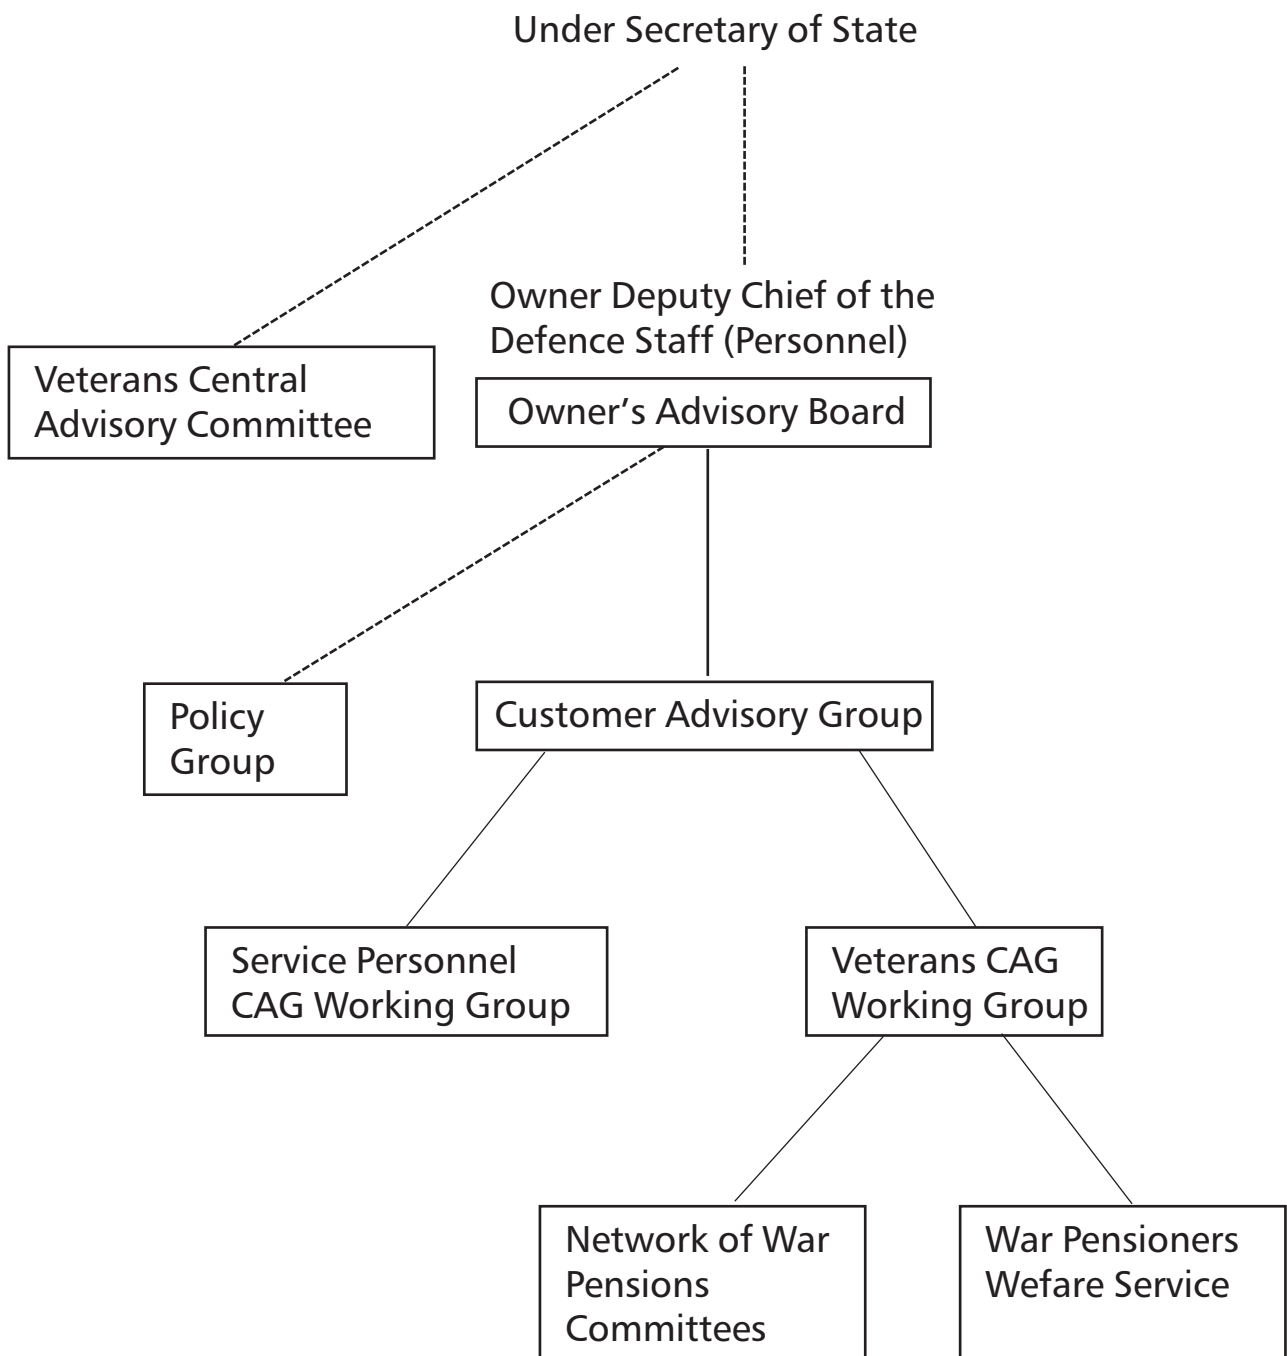 Under Secretary of State
Owner Deputy Chief of the
Defence Staff (Personnel)
Veterans Central
Advisory Committee
Owner’s Advisory Board
Policy
Group
Customer Advisory Group
Service Personnel
CAG Working Group
Veterans CAG
Working Group
Network of War
Pensions
Committees
War Pensioners
Wefare Service